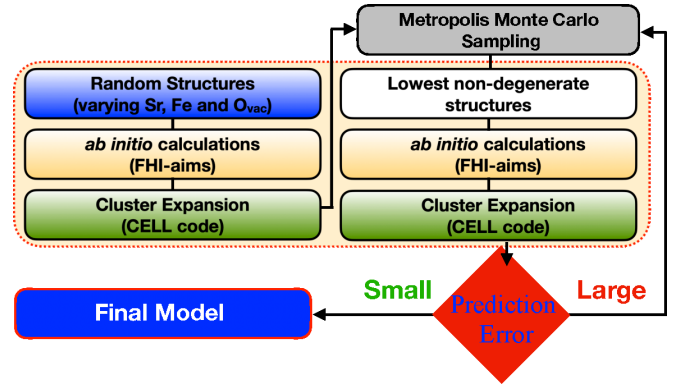 Metropolis Monte Carlo
Sampling
Random Structures
(varying Sr, Fe and Ovac)
ab initio calculations
(FHI-aims)
Cluster Expansion
(CELL code)
Lowest non-degenerate
structures
ab initio calculations
(FHI-aims)
Cluster Expansion
(CELL code)
Small
Prediction
Error
Large
Final Model